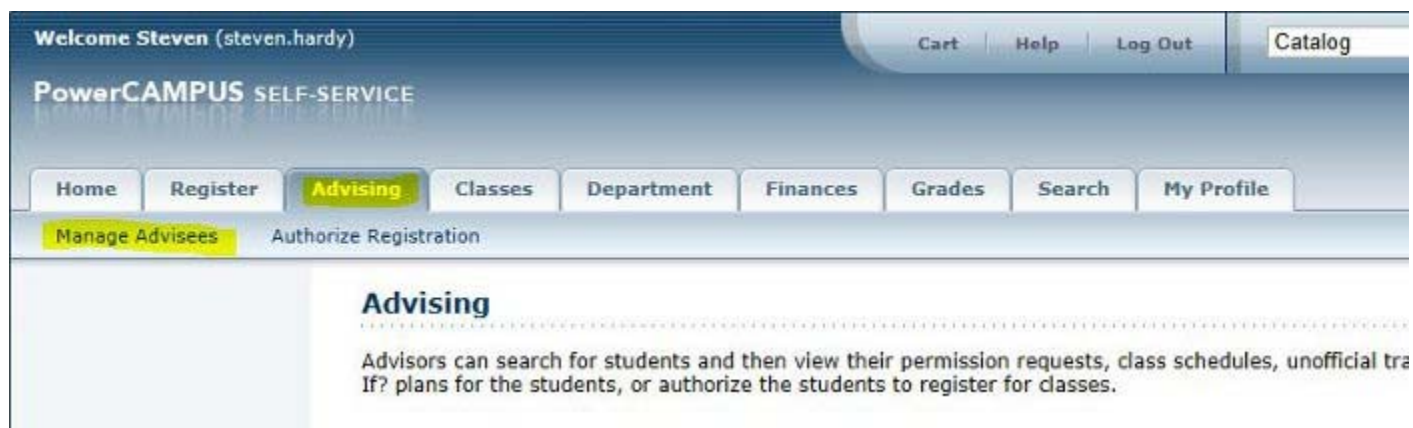 Welcome Steven (steven.hardy)
Cart Help Log Out Catalog
PowerCAMPUS SELF-SERVICE
Home Register Advising Classes Department Finances Grades Search My Profile
Manage Advisees Authorize Registration
Advising
Advisors can search for students and then view their permission requests, class schedules, unofficial tra
If? plans for the students, or authorize the students to register for classes.